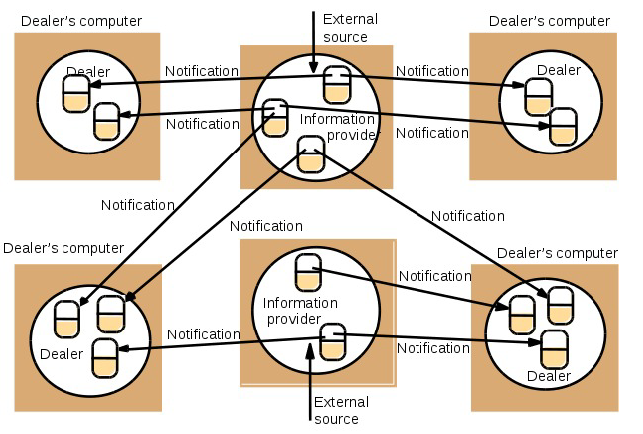 Dealer's computer
External
source
Dealer's computer
Dealer
Notification
Notification
Dealer
Notification
Information
provider
Notification
Notification
Notification
Notification
Dealer's computer
Dealer's computer
Notification
Information
provider
Notification
Notification
Dealer
Dealer
External
source